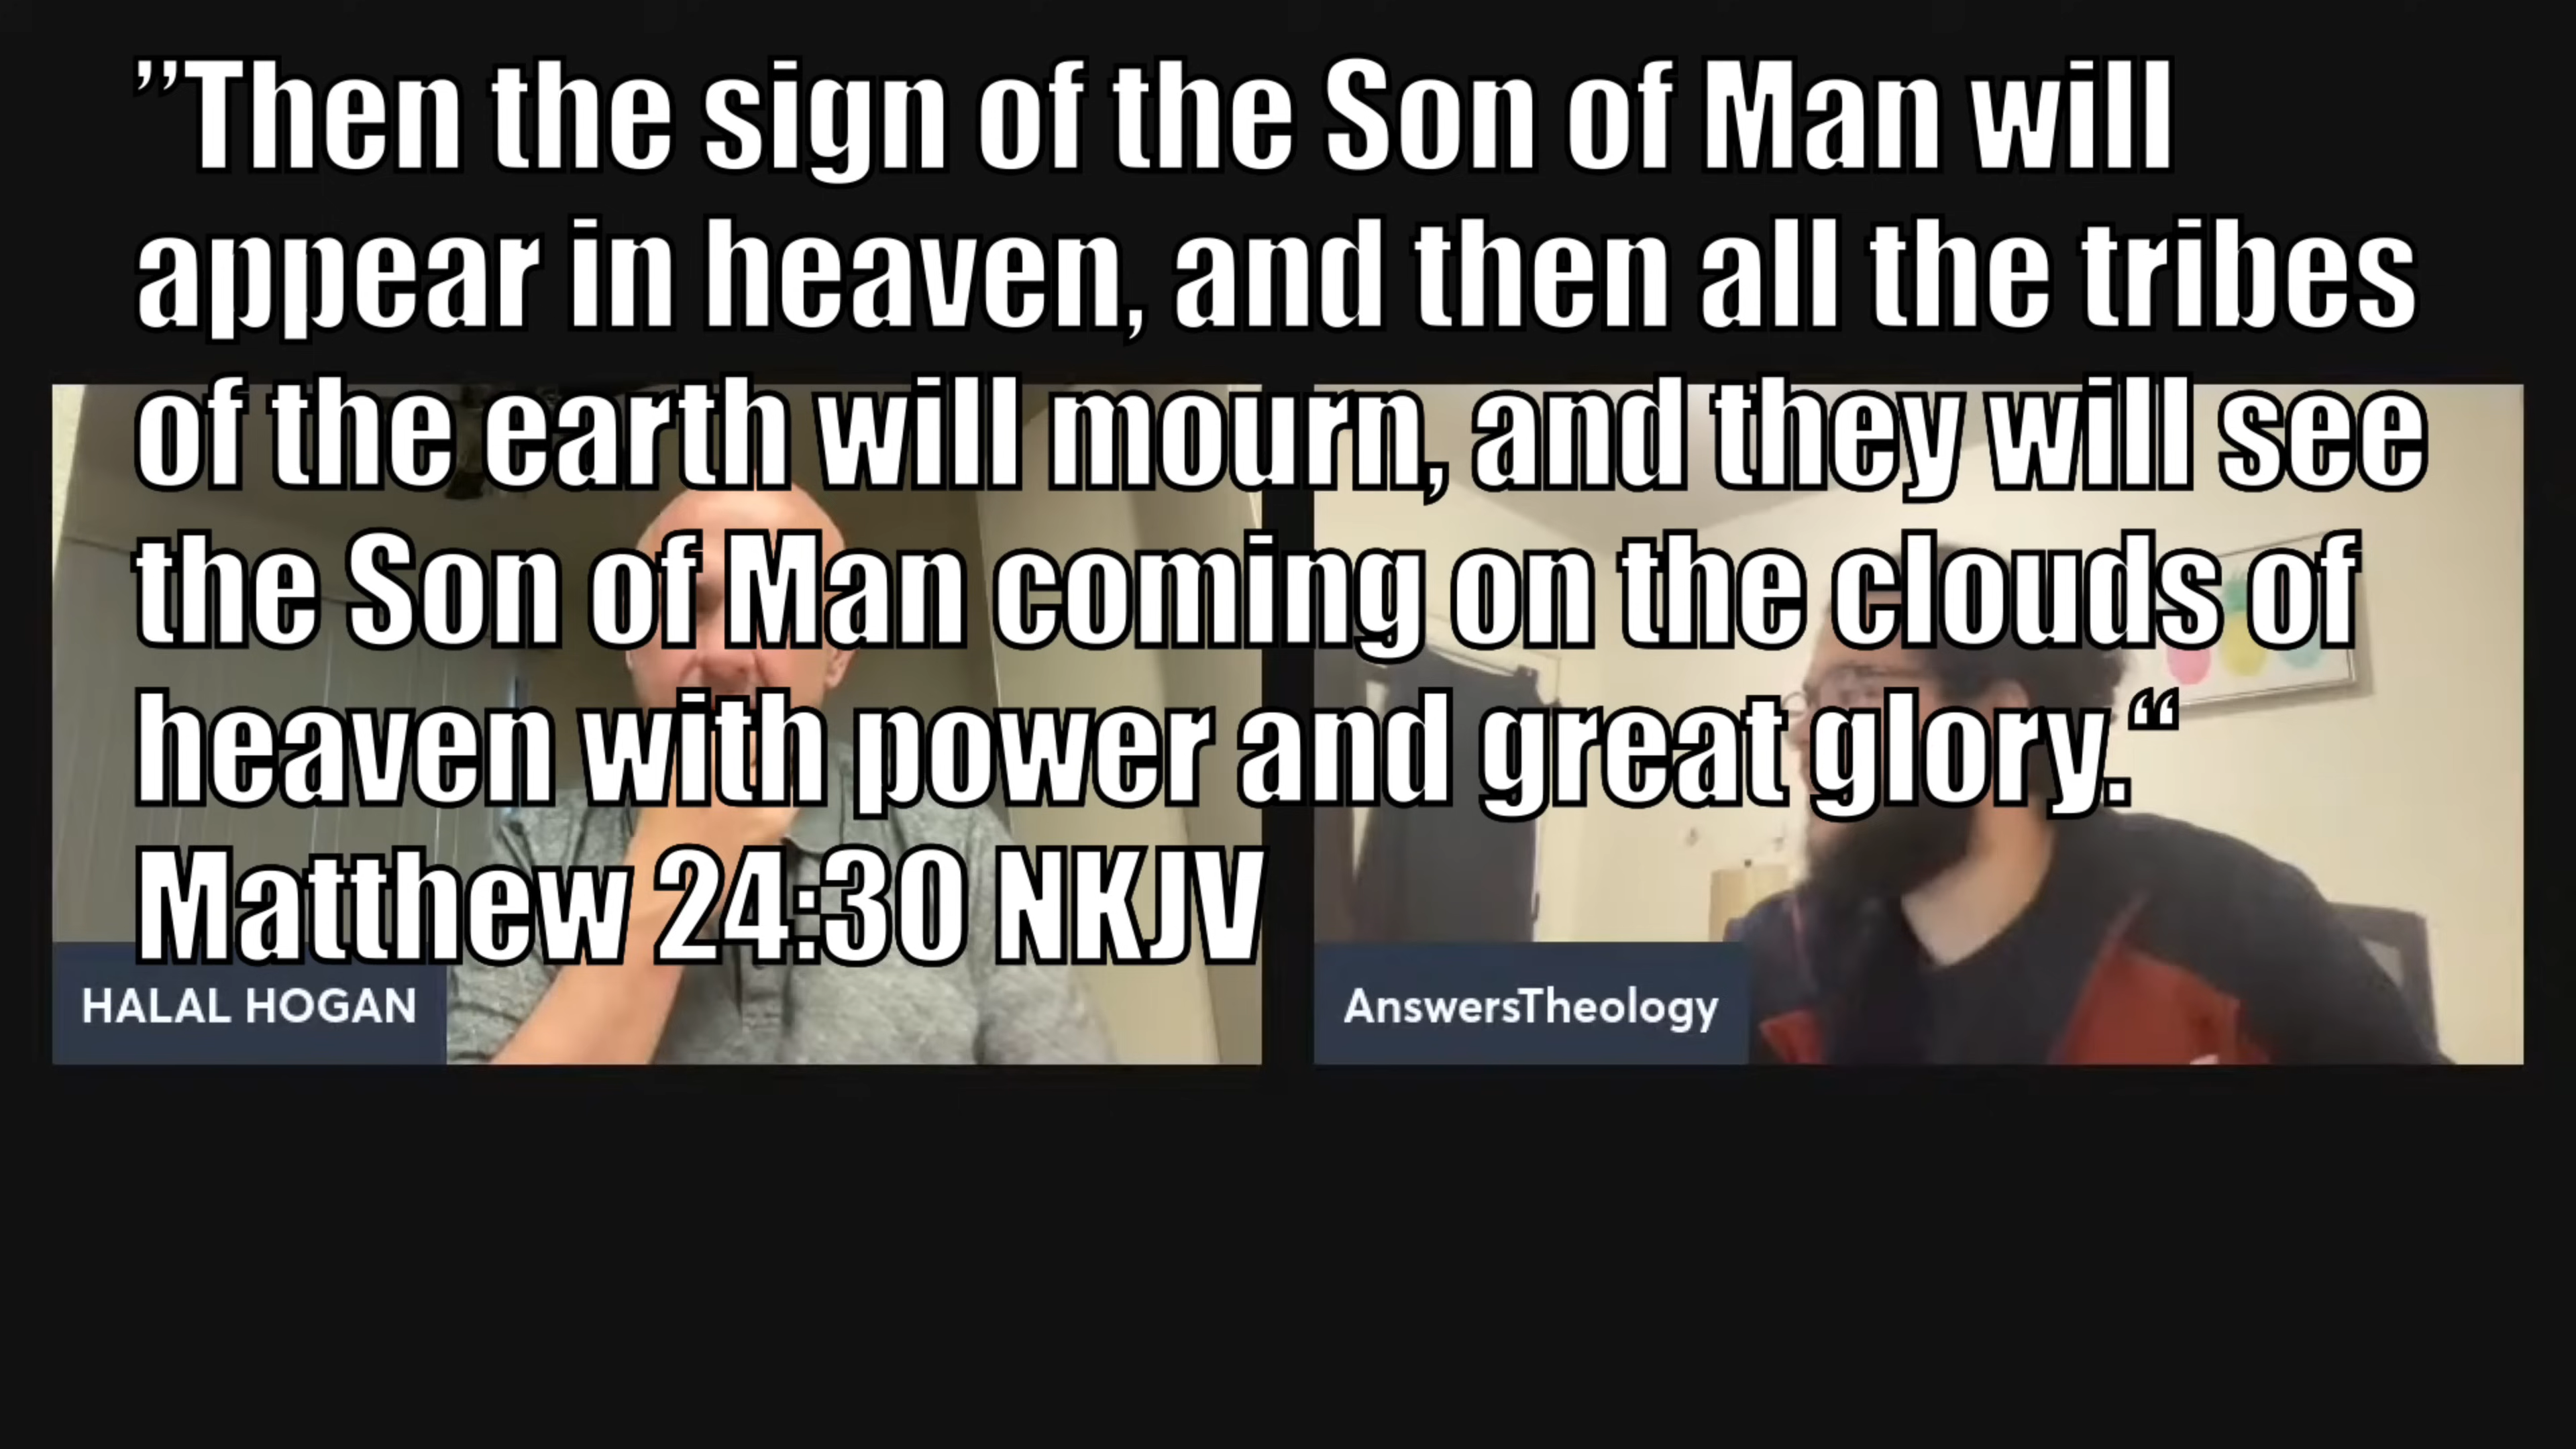 ”Then the sign of the Son of Man will
appear in heaven, and then all the tribes
of the earth will mourn, and they will see
the Son of Man coming on the clouds of
heaven with power and great glory.“
Matthew 24:30 NKJV
HALAL HOGAN
AnswersTheology